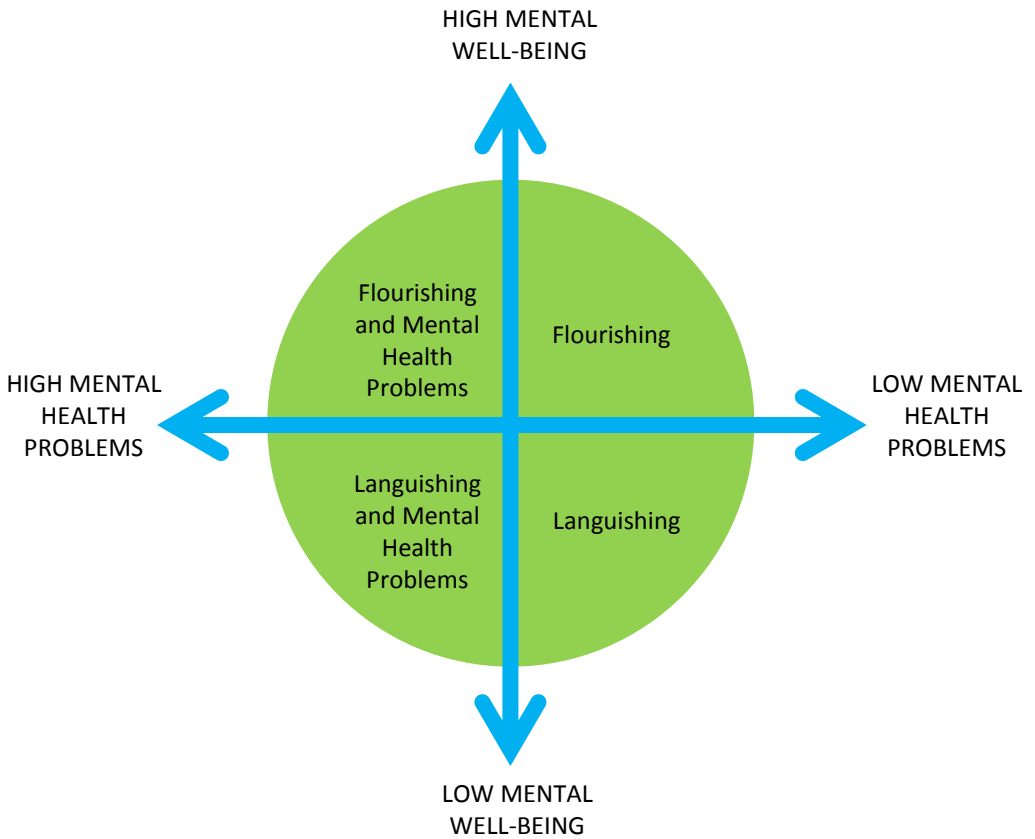 HIGH MENTAL
WELL-BEING
Flourishing
and Mental
Health
Problems
Flourishing
HIGH MENTAL
HEALTH
PROBLEMS
LOW MENTAL
HEALTH
PROBLEMS
Languishing
and Mental
Health
Problems
Languishing
LOW MENTAL
WELL-BEING